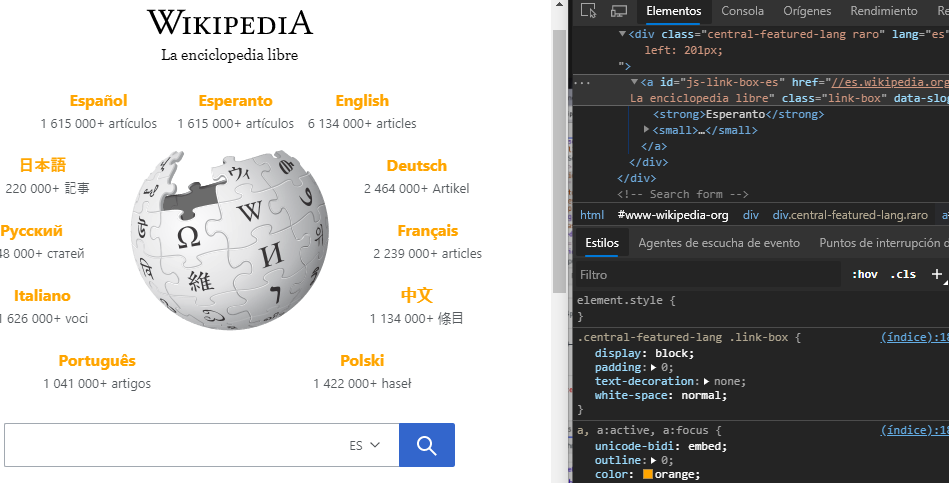 WIKIPEDIA
La enciclopedia libre
Español
1 615 000+ artículos
Esperanto
1 615 000+ artículos
English
6 134 000+ articles
日本語
220 000+ 記事
Deutsch
2 464 000+ Artikel
Русский
48 000+ статей
Français
2 239 000+ articles
Italiano
1 626 000+ voci
中文
1 134 000+ 條目
Português
1 041 000+ artigos
Polski
1 422 000+ haseł
Ω
W
И
維
ウィ
7
ES
Elementos Consola Orígenes Rendimiento Re
<div class="central-featured-lang raro" lang="es"
left: 201px;
">
<a id="js-link-box-es" href="//es.wikipedia.org
La enciclopedia libre" class="link-box" data-slog
<strong>Esperanto</strong>
<small>…</small>
</a>
</div>
</div>
<!-- Search form -->
html #www-wikipedia-org div div.central-featured-lang.raro a
Estilos Agentes de escucha de evento Puntos de interrupción d
Filtro :hov .cls +
element.style {
}
.central-featured-lang .link-box { (índice):18
display: block;
padding: 0;
text-decoration: none;
white-space: normal;
}
a, a:active, a:focus { (índice):18
unicode-bidi: embed;
outline: 0;
color: orange;